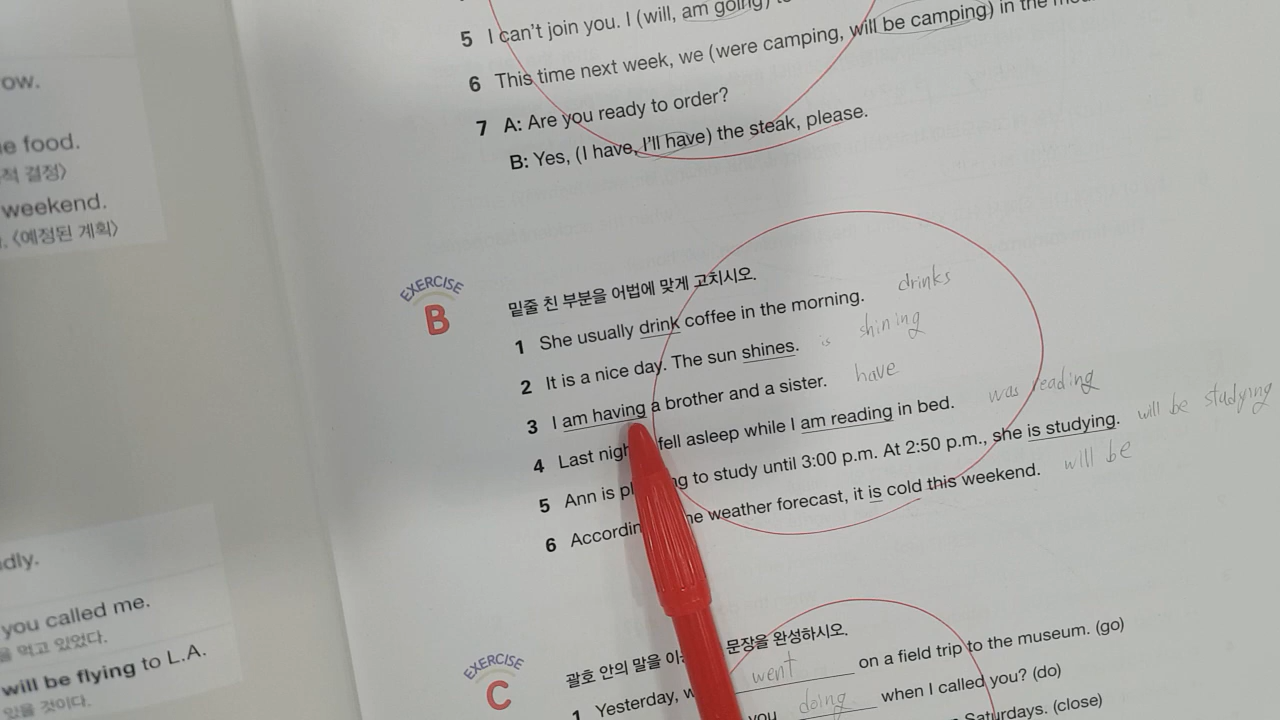 ow.
e food.
적 결정〉
weekend.
〈예정된 계획〉
dly.
you called me.
을 먹고 있었다.
will be flying to L.A.
있을 것이다.
5 I can't join you. I (will, am going)
6 This time next week, we (were camping, will be camping) in the
7 A: Are you ready to order?
B: Yes, (I have, I'll have) the steak, please.
EXERCISE B
밑줄 친 부분을 어법에 맞게 고치시오.
1 She usually drink coffee in the morning. drinks
2 It is a nice day. The sun shines. is shining
3 I am having a brother and a sister. have
4 Last fell asleep while I am reading in bed. was reading
5 Ann is to study until 3:00 p.m. At 2:50 p.m., she is studying. will be studying
6 weather forecast, it is cold this weekend. will be
EXERCISE C
괄호 안의 말을 문장을 완성하시오.
1 Yesterday, went on a field trip to the museum. (go)
you doing when I called you? (do)
Saturdays. (close)